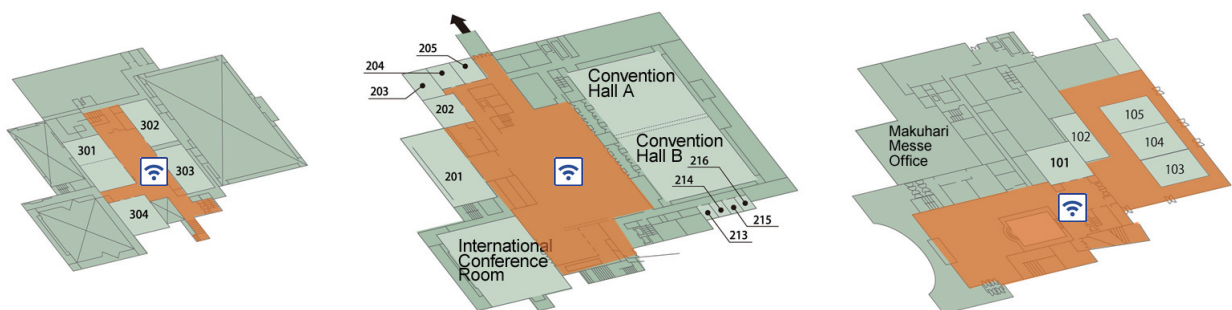 302
301
303
304
205
204
203
202
201
Convention
Hall A
Convention
Hall B
216
214
215
213
International
Conference
Room
Makuhari
Messe
Office
105
102
104
101
103